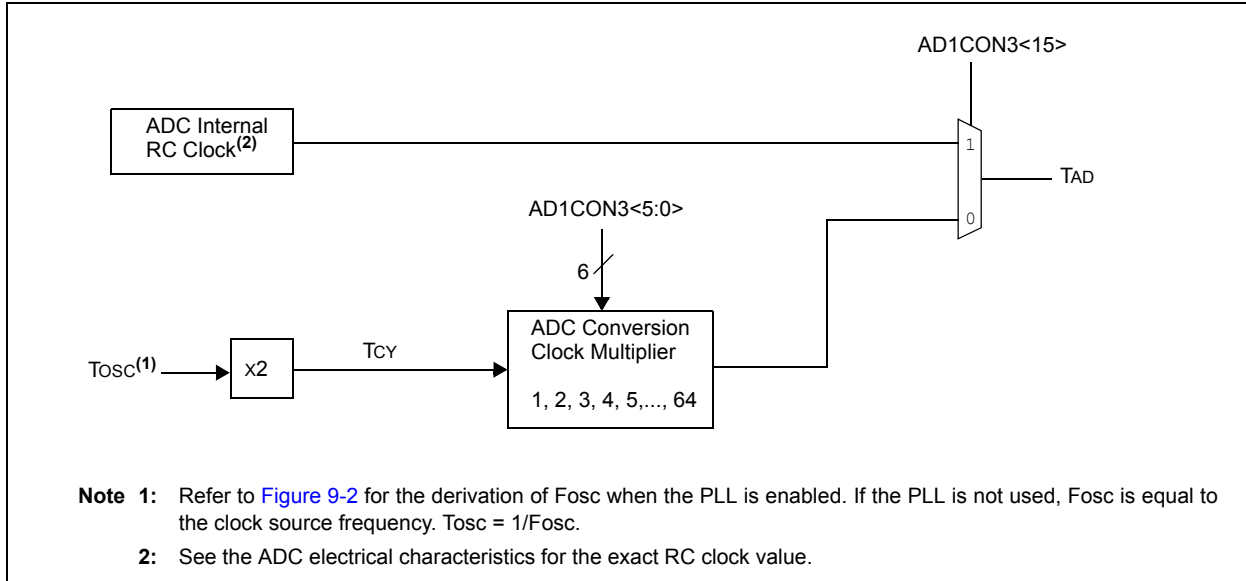 AD1CON3<15>
ADC Internal
RC Clock(2)
1
TAD
AD1CON3<5:0>
0
6
ADC Conversion
Clock Multiplier
TOSC(1)
X2
TCY
1, 2, 3, 4, 5,..., 64
Note 1: Refer to Figure 9-2 for the derivation of Fosc when the PLL is enabled. If the PLL is not used, Fosc is equal to
the clock source frequency. Tosc = 1/Fosc.
2: See the ADC electrical characteristics for the exact RC clock value.